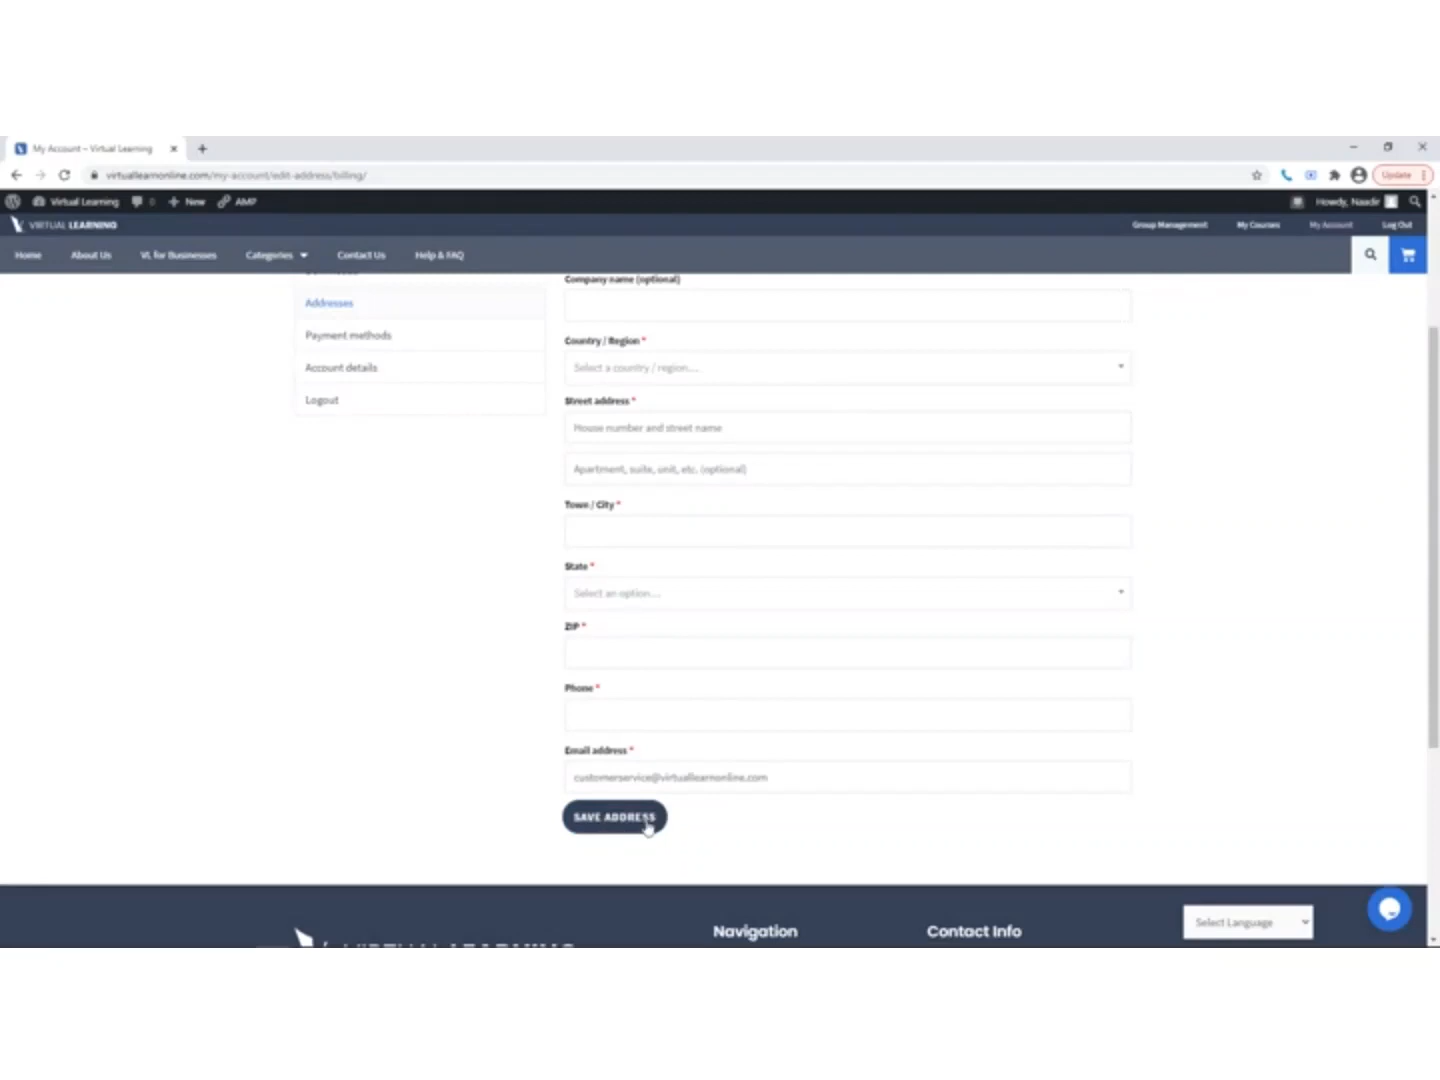 My Account – Virtual Learning
virtuallearnonline.com/my-account/edit-address/billing/
Update
Virtual Learning 0 New AMP
Howdy, Naadir
VIRTUAL LEARNING
Group Management My Courses My Account Log Out
Home About Us VL for Businesses Categories Contact Us Help & FAQ
Company name (optional)
Addresses
Payment methods
Country / Region *
Account details
Select a country / region...
Logout
Street address *
House number and street name
Apartment, suite, unit, etc. (optional)
Town / City *
State *
Select an option...
ZIP *
Phone *
Email address *
customerservice@virtuallearnonline.com
SAVE ADDRESS
Navigation
Contact Info
Select Language